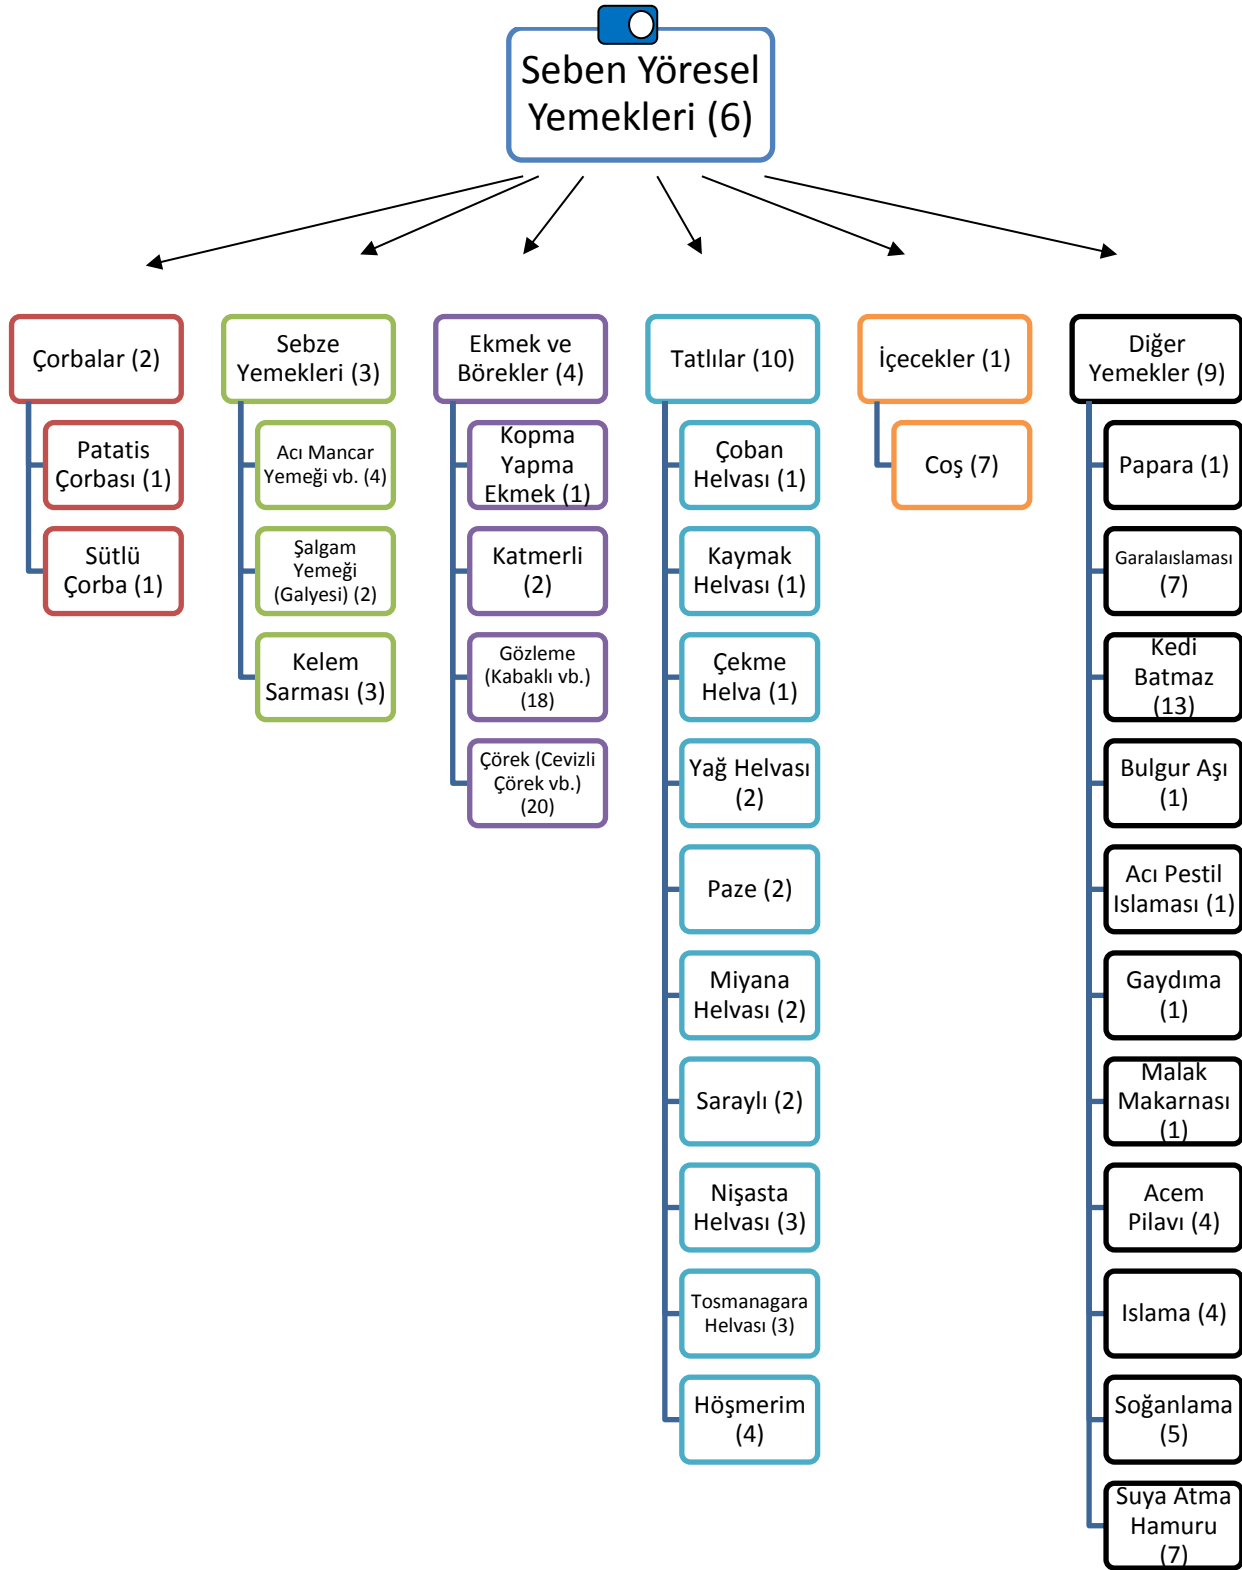 Seben Yöresel
Yemekleri (6)
Çorbalar (2)
Patatis
Çorbası (1)
Sütlü
Çorba (1)
Sebze
Yemekleri (3)
Acı Mancar
Yemeği vb. (4)
Şalgam
Yemeği
(Galyesi) (2)
Kelem
Sarması (3)
Ekmek ve
Börekler (4)
Kopma
Yapma
Ekmek (1)
Katmerli
(2)
Gözleme
(Kabaklı vb.)
(18)
Çörek (Cevizli
Çörek vb.)
(20)
Tatlılar (10)
Çoban
Helvası (1)
Kaymak
Helvası (1)
Çekme
Helva (1)
Yağ Helvası
(2)
Paze (2)
Miyana
Helvası (2)
Saraylı (2)
Nişasta
Helvası (3)
Tosmanagara
Helvası (3)
Höşmerim
(4)
İçecekler (1)
Coş (7)
Diğer
Yemekler (9)
Papara (1)
Garalaıslaması
(7)
Kedi
Batmaz
(13)
Bulgur Aşı
(1)
Acı Pestil
Islaması (1)
Gaydıma
(1)
Malak
Makarnası
(1)
Acem
Pilavı (4)
Islama (4)
Soğanlama
(5)
Suya Atma
Hamuru
(7)